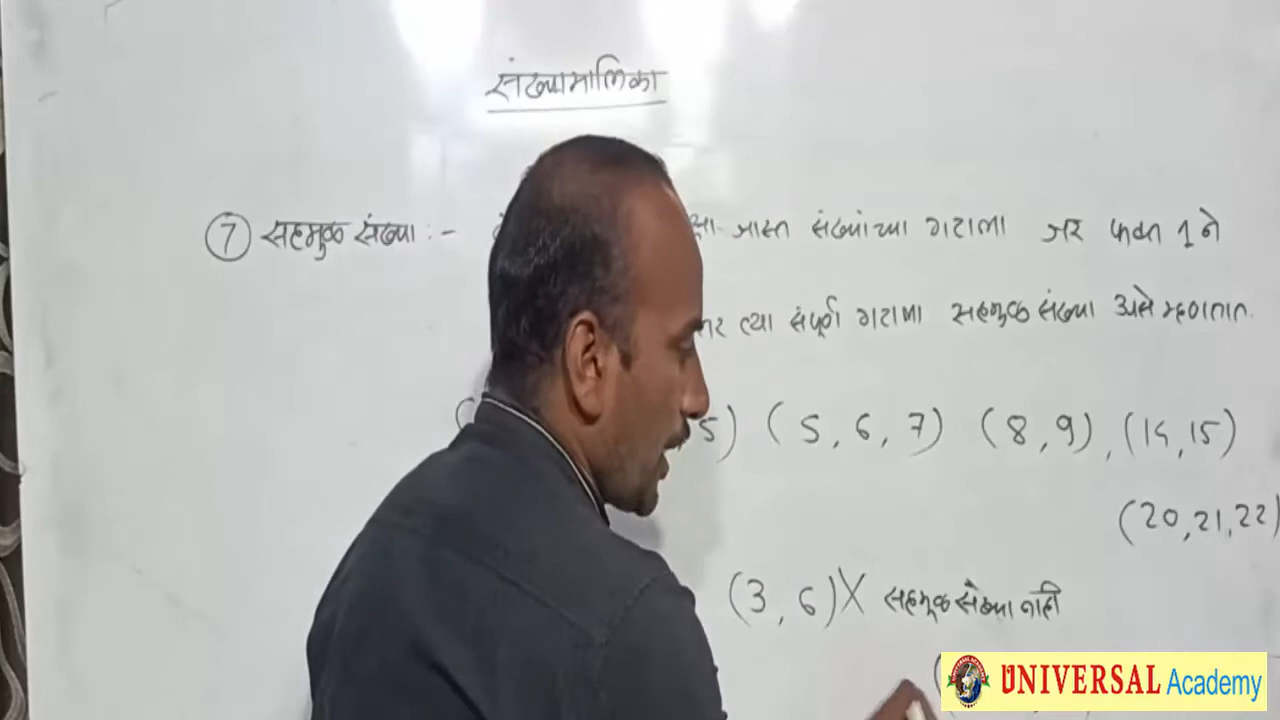 संख्यामालिका
7 सहमुळ संख्या :- जास्त संख्यांच्या गटाला जर फक्त 1 ने
तर त्या संपूर्ण गटाला सहमुळ संख्या असे म्हणतात.
5) (5, 6, 7) (8, 9), (14, 15)
(20, 21, 22)
(3, 6) X सहमूळ संख्या नाही
UNIVERSAL Academy